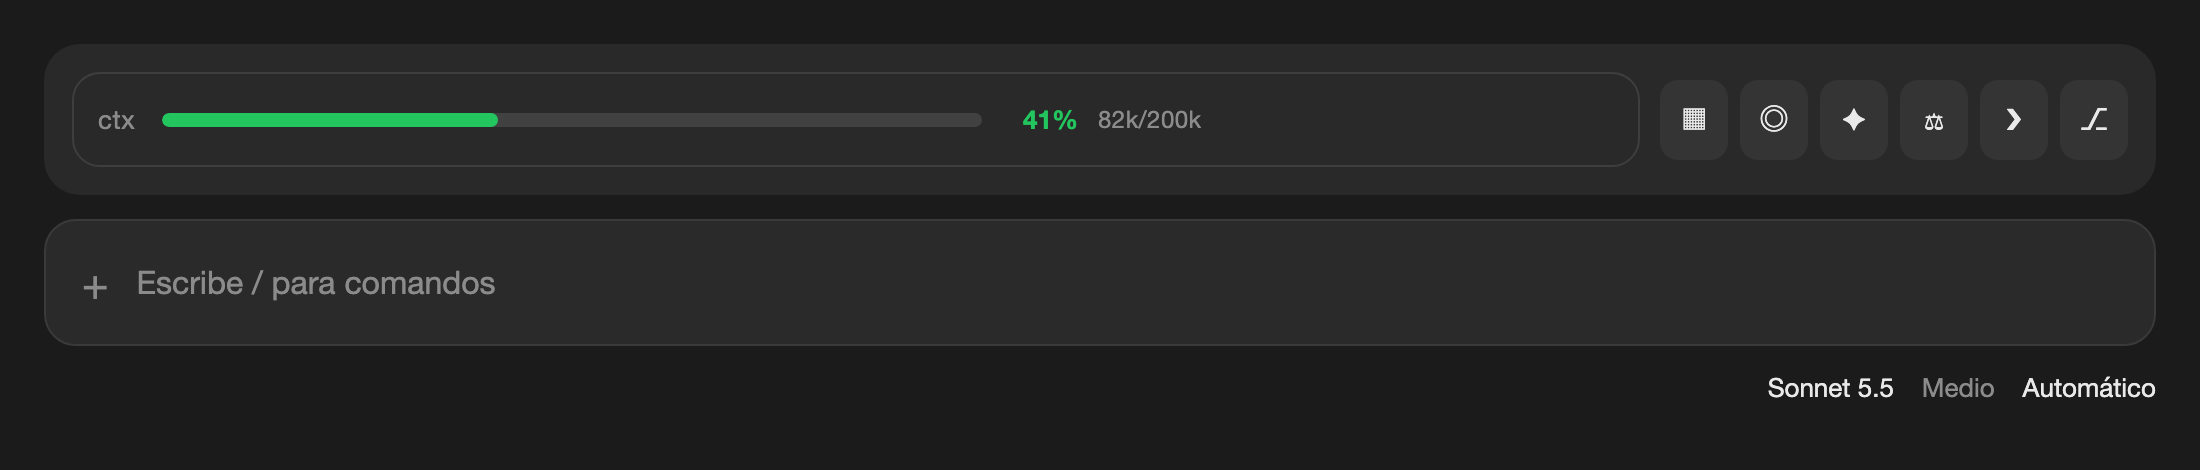 ctx 41% 82k/200k
+ Escribe / para comandos
Sonnet 5.5 Medio Automático